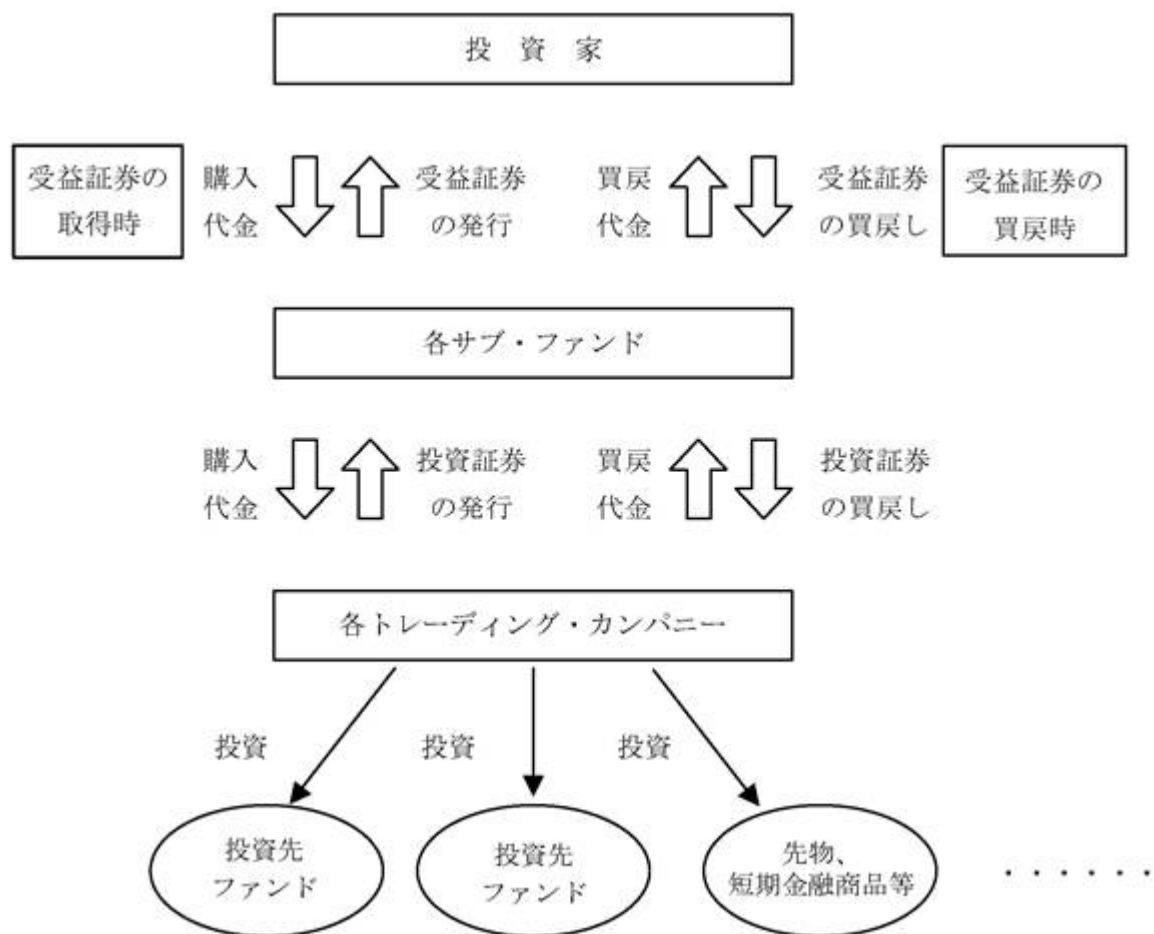 投 資 家
受益証券の
取得時
購入
代金
受益証券
の発行
買戻
代金
受益証券
の買戻し
受益証券の
買戻時
各サブ・ファンド
購入
代金
投資証券
の発行
買戻
代金
投資証券
の買戻し
各トレーディング・カンパニー
投資
投資
投資
投資先
ファンド
投資先
ファンド
先物、
短期金融商品等
・・・・・・